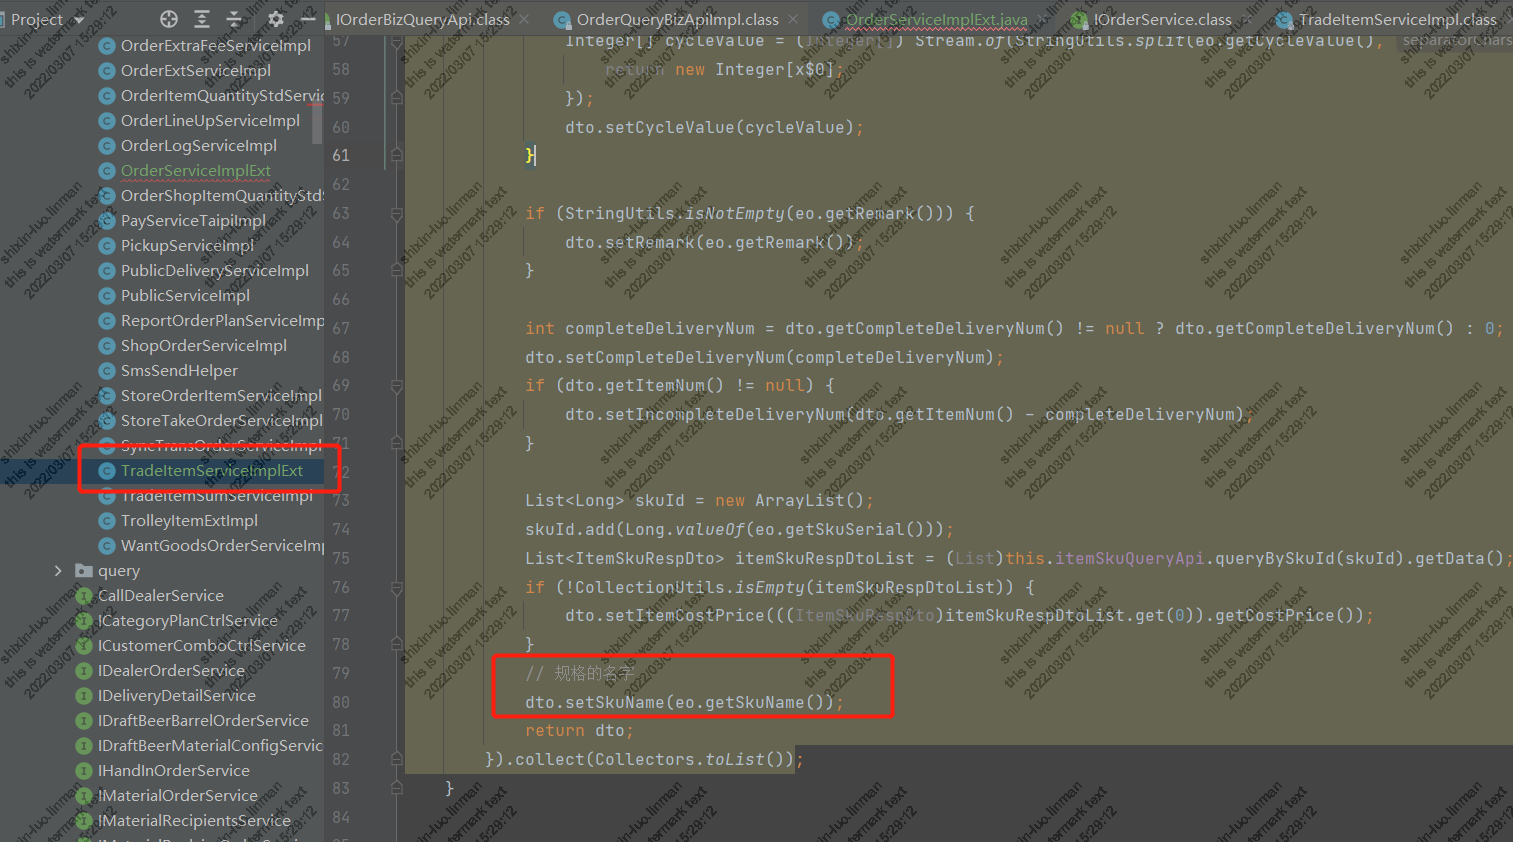 Project
IOrderBizQueryApi.class
OrderQueryBizApiImpl.class
OrderServiceImplExt.java
IOrderService.class
TradeItemServiceImpl.class
OrderExtraFeeServiceImpl
OrderExtServiceImpl
OrderItemQuantityStdServic
OrderLineUpServiceImpl
OrderLogServiceImpl
OrderServiceImplExt
OrderShopItemQuantityStdS
PayServiceTaipiImpl
PickupServiceImpl
PublicDeliveryServiceImpl
PublicServiceImpl
ReportOrderPlanServiceImp
ShopOrderServiceImpl
SmsSendHelper
StoreOrderItemServiceImpl
StoreTakeOrderServiceImpl
SyncTransOrderServiceImpl
TradeItemServiceImplExt
TradeItemSumServiceImpl
TrolleyItemExtImpl
WantGoodsOrderServiceImp
query
CallDealerService
ICategoryPlanCtrlService
ICustomerComboCtrlService
IDealerOrderService
IDeliveryDetailService
IDraftBeerBarrelOrderService
IDraftBeerMaterialConfigServic
IHandInOrderService
IMaterialOrderService
IMaterialRecipientsService
57 Integer[] cycleValue = (Integer[]) Stream.of(StringUtils.split(eo.getCycleValue(), separatorChars
58 return new Integer[x$0];
59 });
60 dto.setCycleValue(cycleValue);
61 }
62
63 if (StringUtils.isNotEmpty(eo.getRemark())) {
64 dto.setRemark(eo.getRemark());
65 }
66
67 int completeDeliveryNum = dto.getCompleteDeliveryNum() != null ? dto.getCompleteDeliveryNum() : 0;
68 dto.setCompleteDeliveryNum(completeDeliveryNum);
69 if (dto.getItemNum() != null) {
70 dto.setIncompleteDeliveryNum(dto.getItemNum() - completeDeliveryNum);
71 }
72
73 List<Long> skuId = new ArrayList();
74 skuId.add(Long.valueOf(eo.getSkuSerial()));
75 List<ItemSkuRespDto> itemSkuRespDtoList = (List)this.itemSkuQueryApi.queryBySkuId(skuId).getData();
76 if (!CollectionUtils.isEmpty(itemSkuRespDtoList)) {
77 dto.setItemCostPrice(((ItemSkuRespDto)itemSkuRespDtoList.get(0)).getCostPrice());
78 }
79 // 规格的名字
80 dto.setSkuName(eo.getSkuName());
81 return dto;
82 }).collect(Collectors.toList());
83 }
84
shixin-luo.linman
this is watermark text
2022/03/07 15:29:12